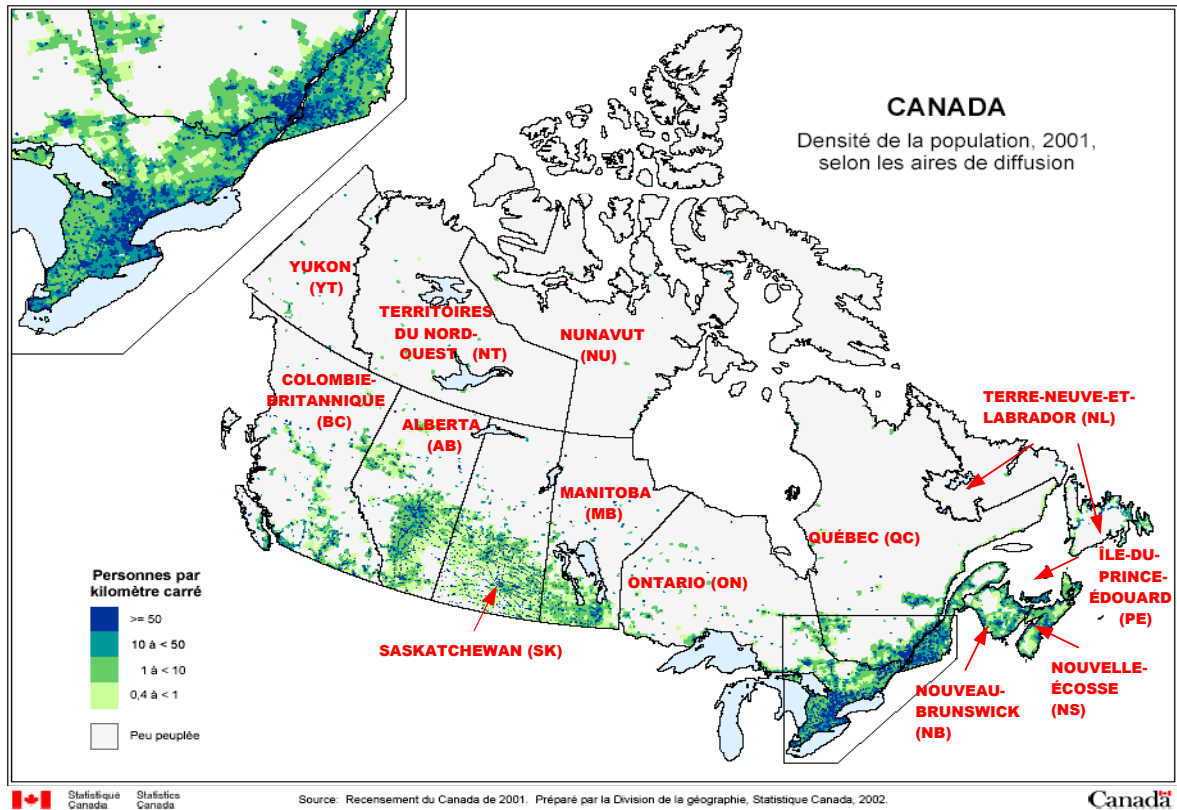 CANADA
Densité de la population, 2001,
selon les aires de diffusion
YUKON
(YT)
TERRITOIRES
DU NORD-
OUEST (NT)
NUNAVUT
(NU)
COLOMBIE-
BRITANNIQUE
(BC)
ALBERTA
(AB)
MANITOBA
(MB)
SASKATCHEWAN (SK)
ONTARIO (ON)
QUÉBEC (QC)
TERRE-NEUVE-ET-
LABRADOR (NL)
ÎLE-DU-
PRINCE-
ÉDOUARD
(PE)
NOUVELLE-
ÉCOSSE
(NS)
NOUVEAU-
BRUNSWICK
(NB)
Personnes par
kilomètre carré
>= 50
10 à < 50
1 à < 10
0,4 à < 1
Peu peuplée
Statistique
Canada
Statistics
Canada
Source: Recensement du Canada de 2001. Préparé par la Division de la géographie, Statistique Canada, 2002.
Canada